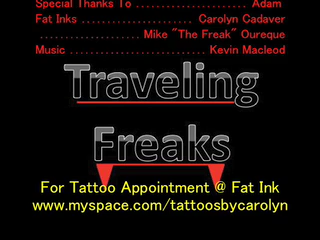 Special Thanks To ...................... Adam
Fat Inks ...................... Carolyn Cadaver
.................... Mike "The Freak" Oureque
Music ........................... Kevin Macleod
Traveling
Freaks
For Tattoo Appointment @ Fat Ink
www.myspace.com/tattoosbycarolyn